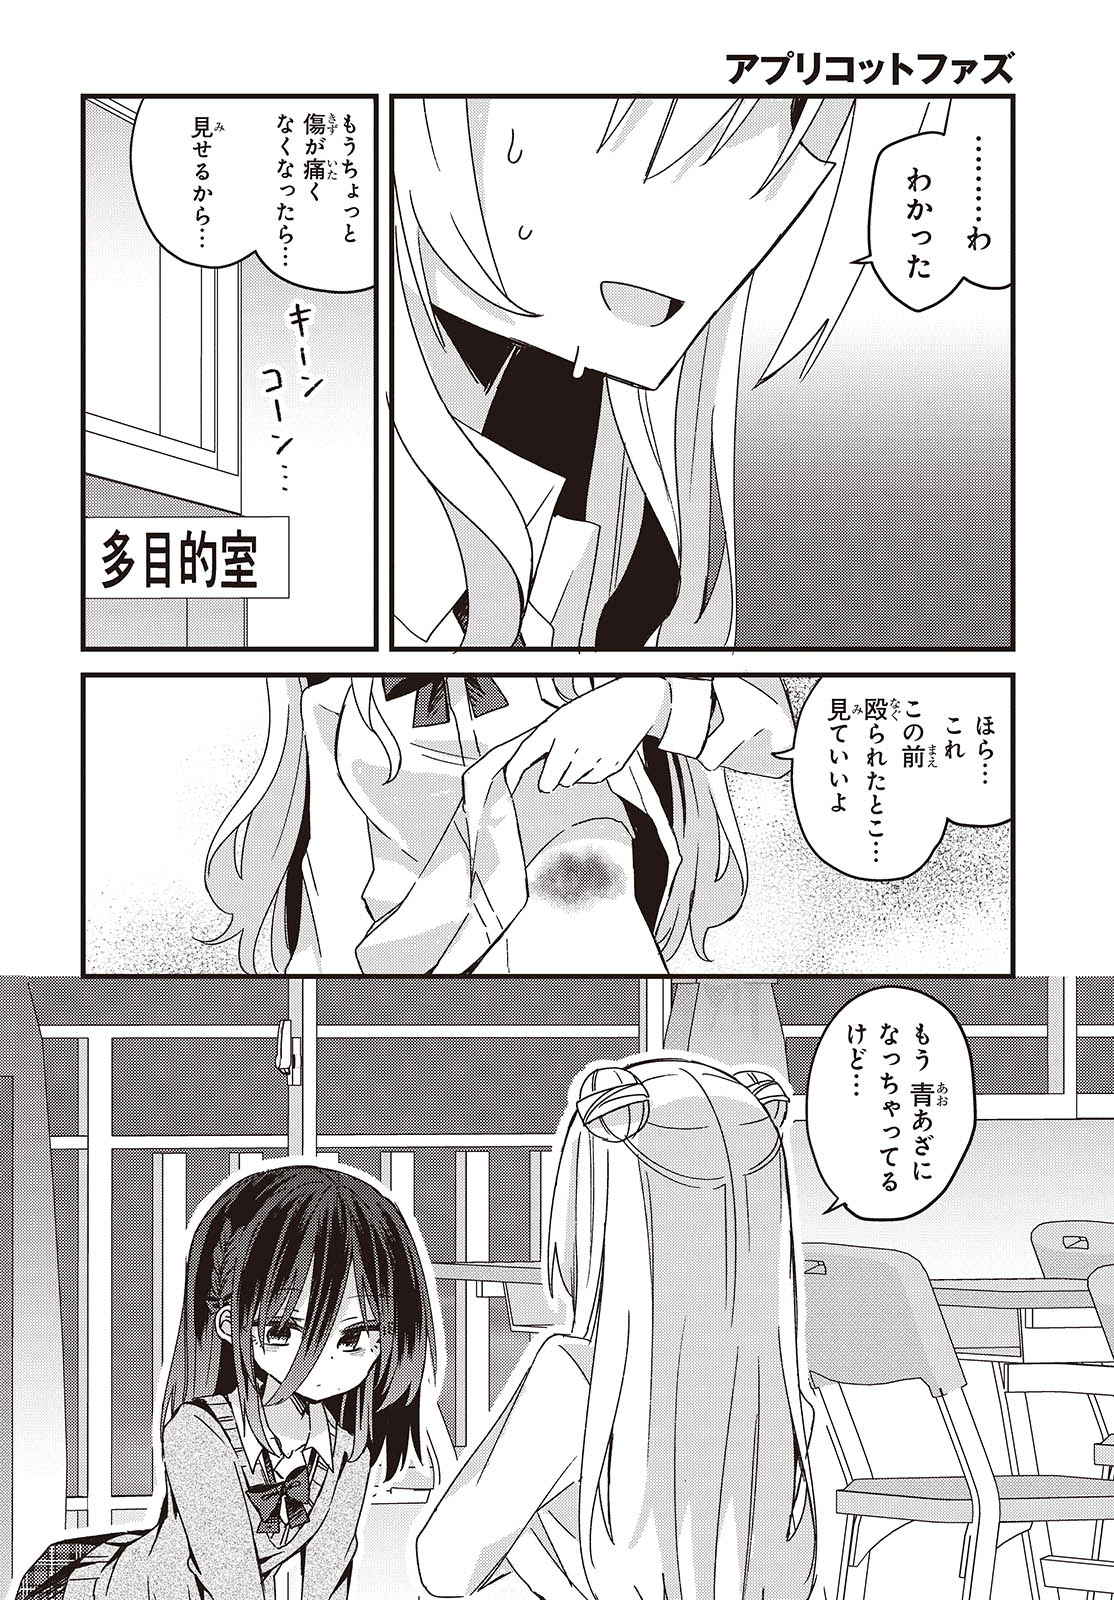 アプリコットファズ
………わ
わかった
もうちょっと
傷が痛く
なくなったら…
見せるから…
キーン
コーン…
多目的室
ほら…
これ
この前
殴られたとこ…
見ていいよ
もう青あざに
なっちゃってる
けど…